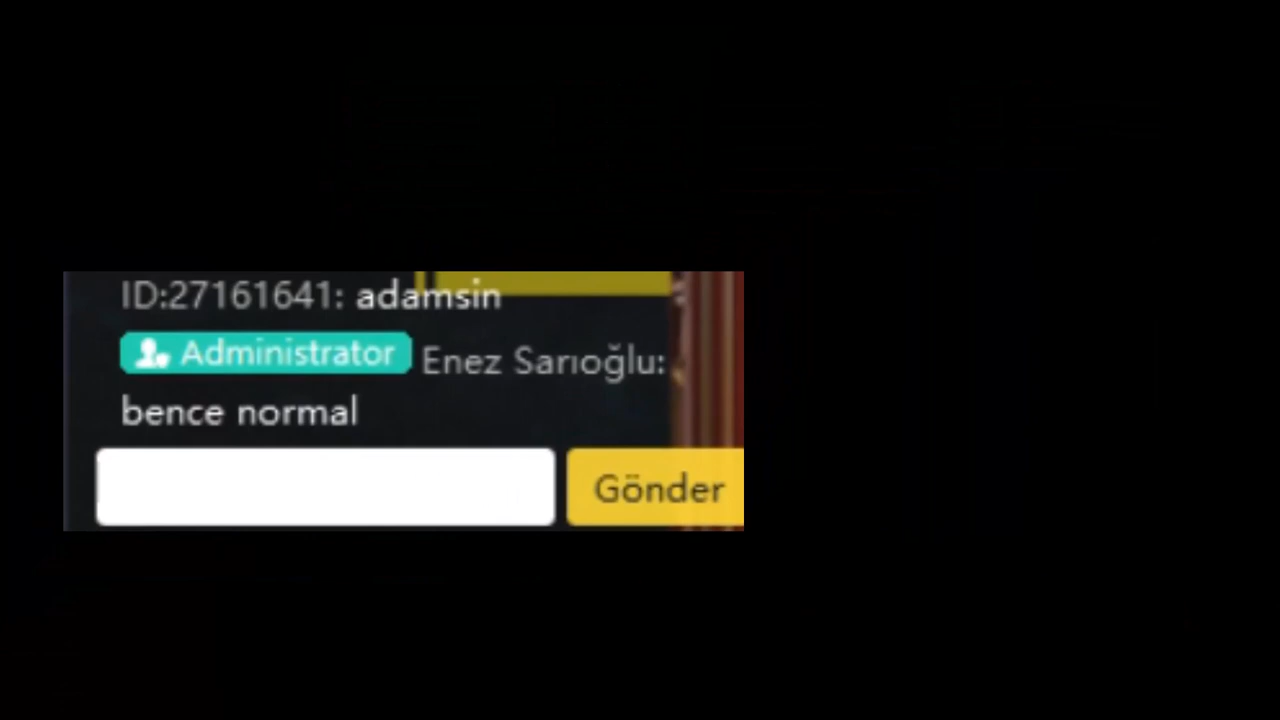 ID:27161641: adamsin
Administrator Enez Sarıoğlu:
bence normal
Gönder